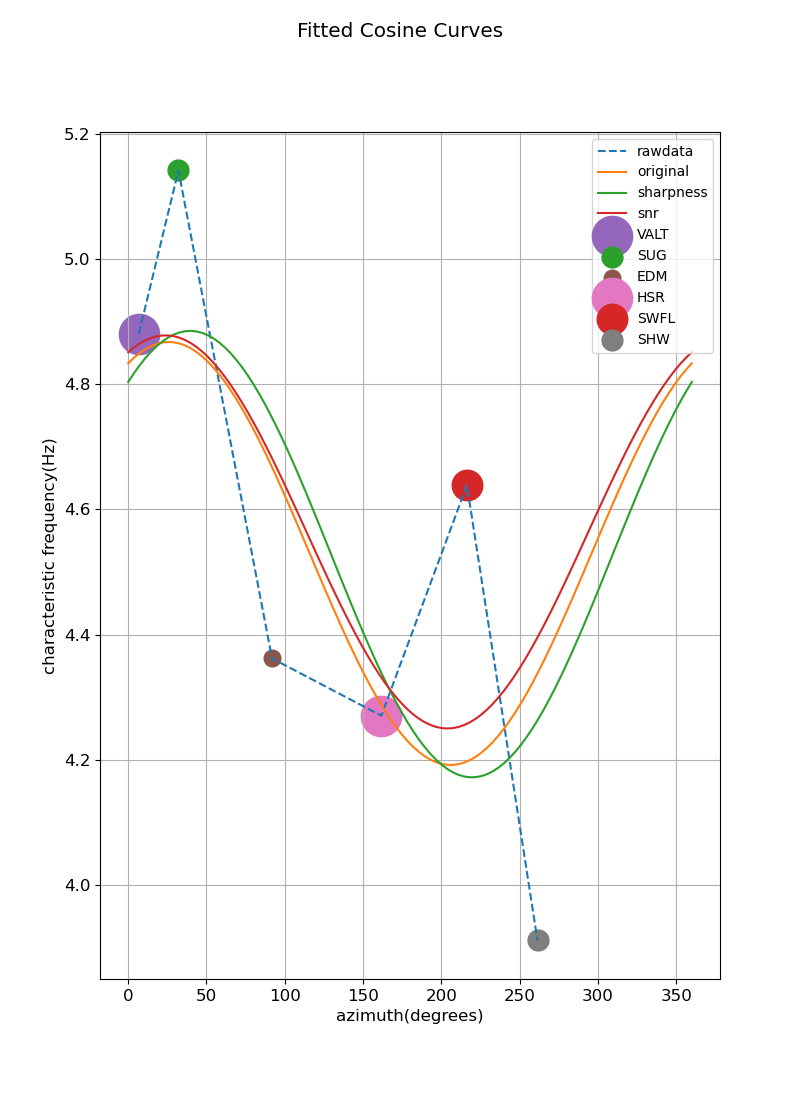 Fitted Cosine Curves
5.2
5.0
4.8
4.6
4.4
4.2
4.0
characteristic frequency(Hz)
rawdata
original
sharpness
snr
VALT
SUG
EDM
HSR
SWFL
SHW
0 50 100 150 200 250 300 350
azimuth(degrees)